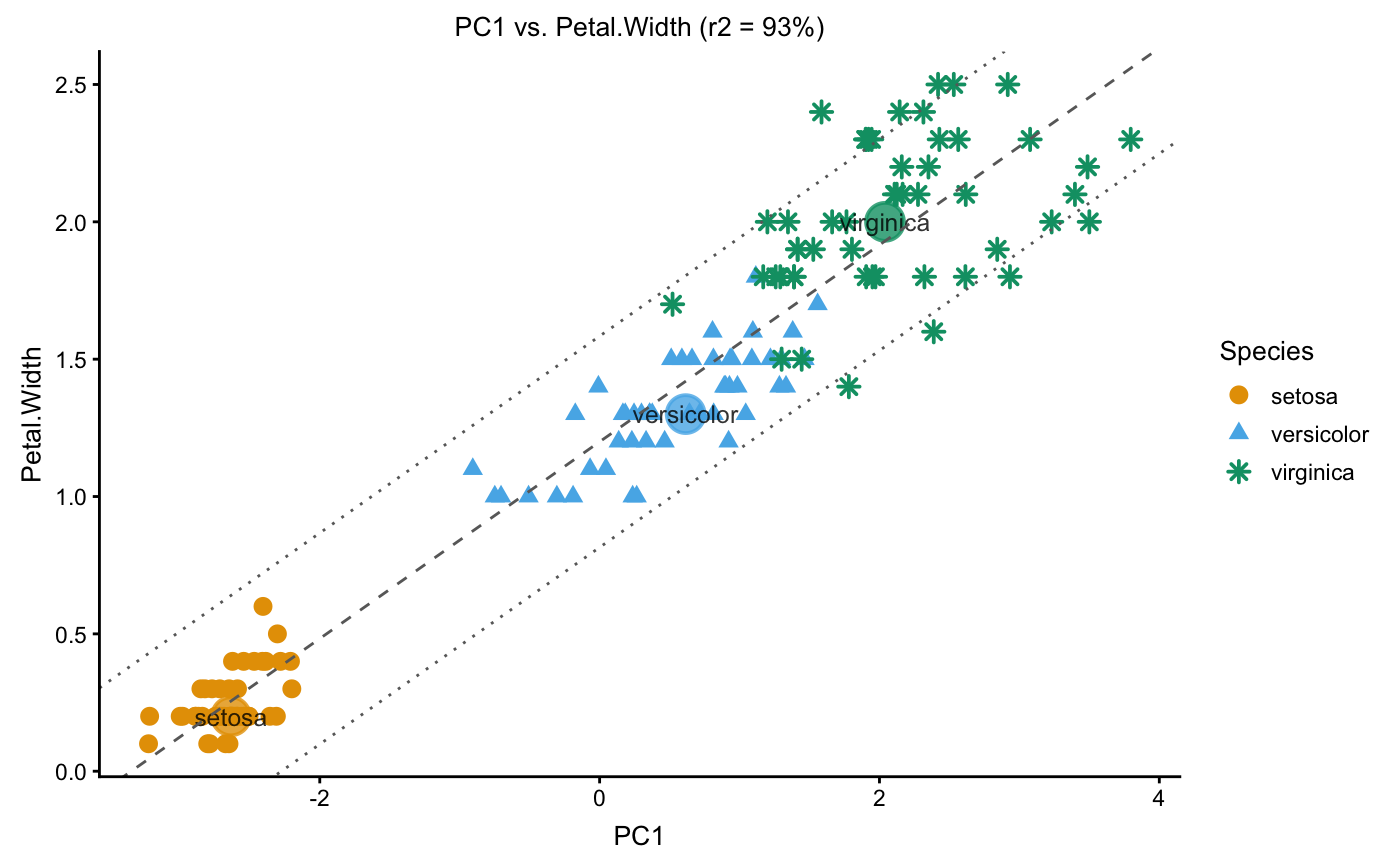 PC1 vs. Petal.Width (r2 = 93%)
2.5
2.0
1.5
1.0
0.5
0.0
Petal.Width
virginica
versicolor
setosa
-2
0
2
4
PC1
Species
setosa
versicolor
virginica